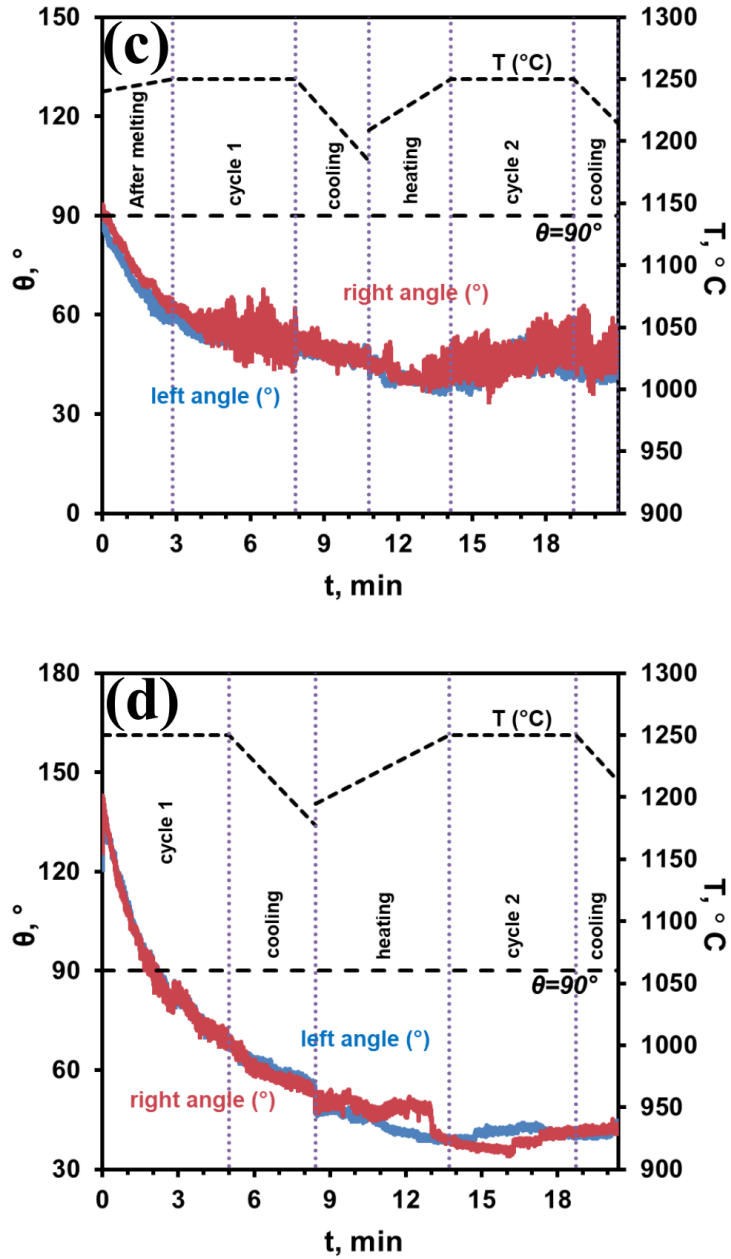 (c)
150
120
90
60
30
0
θ, °
1300
1250
1200
1150
1100
1050
1000
950
900
T, °C
T (°C)
After melting
cycle 1
cooling
heating
cycle 2
cooling
θ=90°
right angle (°)
left angle (°)
0 3 6 9 12 15 18
t, min
(d)
180
150
120
90
60
30
θ, °
1300
1250
1200
1150
1100
1050
1000
950
900
T, °C
T (°C)
cycle 1
cooling
heating
cycle 2
cooling
θ=90°
left angle (°)
right angle (°)
0 3 6 9 12 15 18
t, min